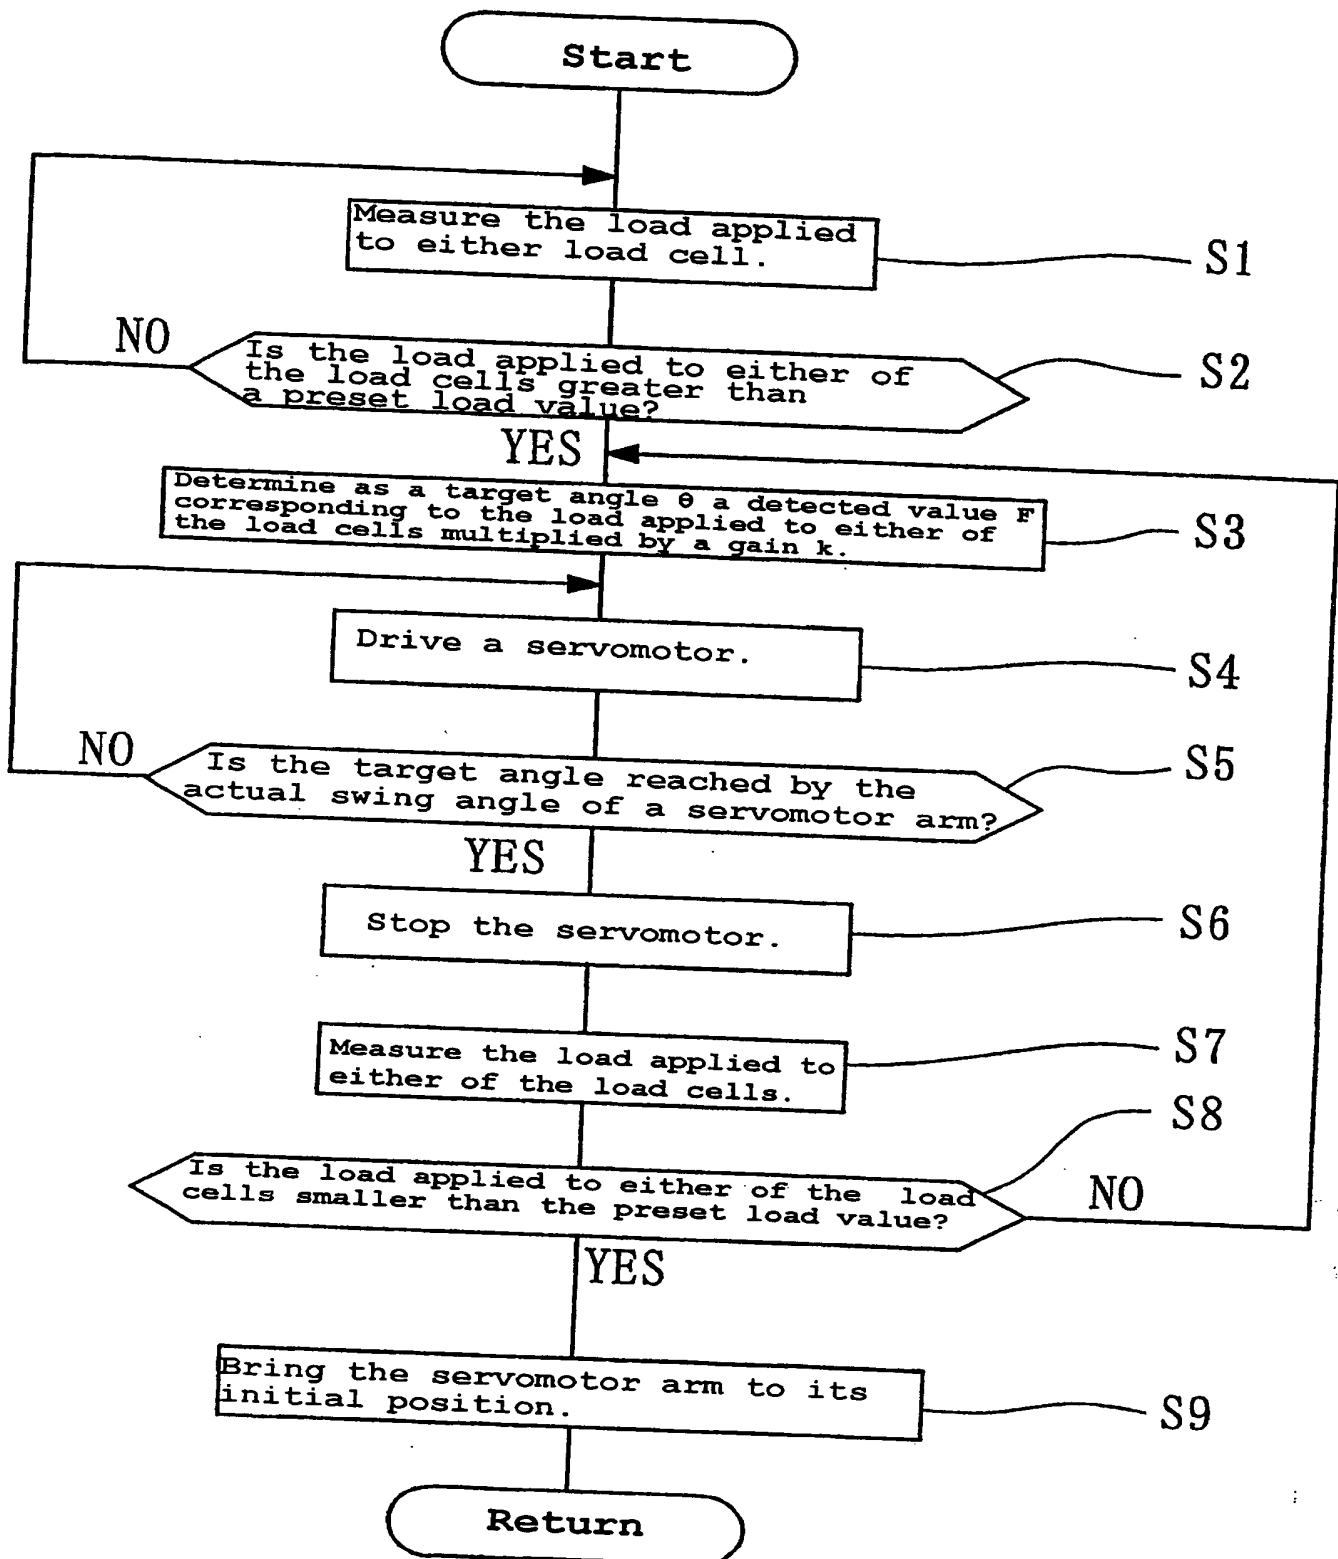 Start
Measure the load applied
to either load cell.
S1
NO
Is the load applied to either of
the load cells greater than
a preset load value?
S2
YES
Determine as a target angle θ a detected value F
corresponding to the load applied to either of
the load cells multiplied by a gain k.
S3
Drive a servomotor.
S4
NO
Is the target angle reached by the
actual swing angle of a servomotor arm?
S5
YES
Stop the servomotor.
S6
Measure the load applied to
either of the load cells.
S7
S8
Is the load applied to either of the load
cells smaller than the preset load value?
NO
YES
Bring the servomotor arm to its
initial position.
S9
Return